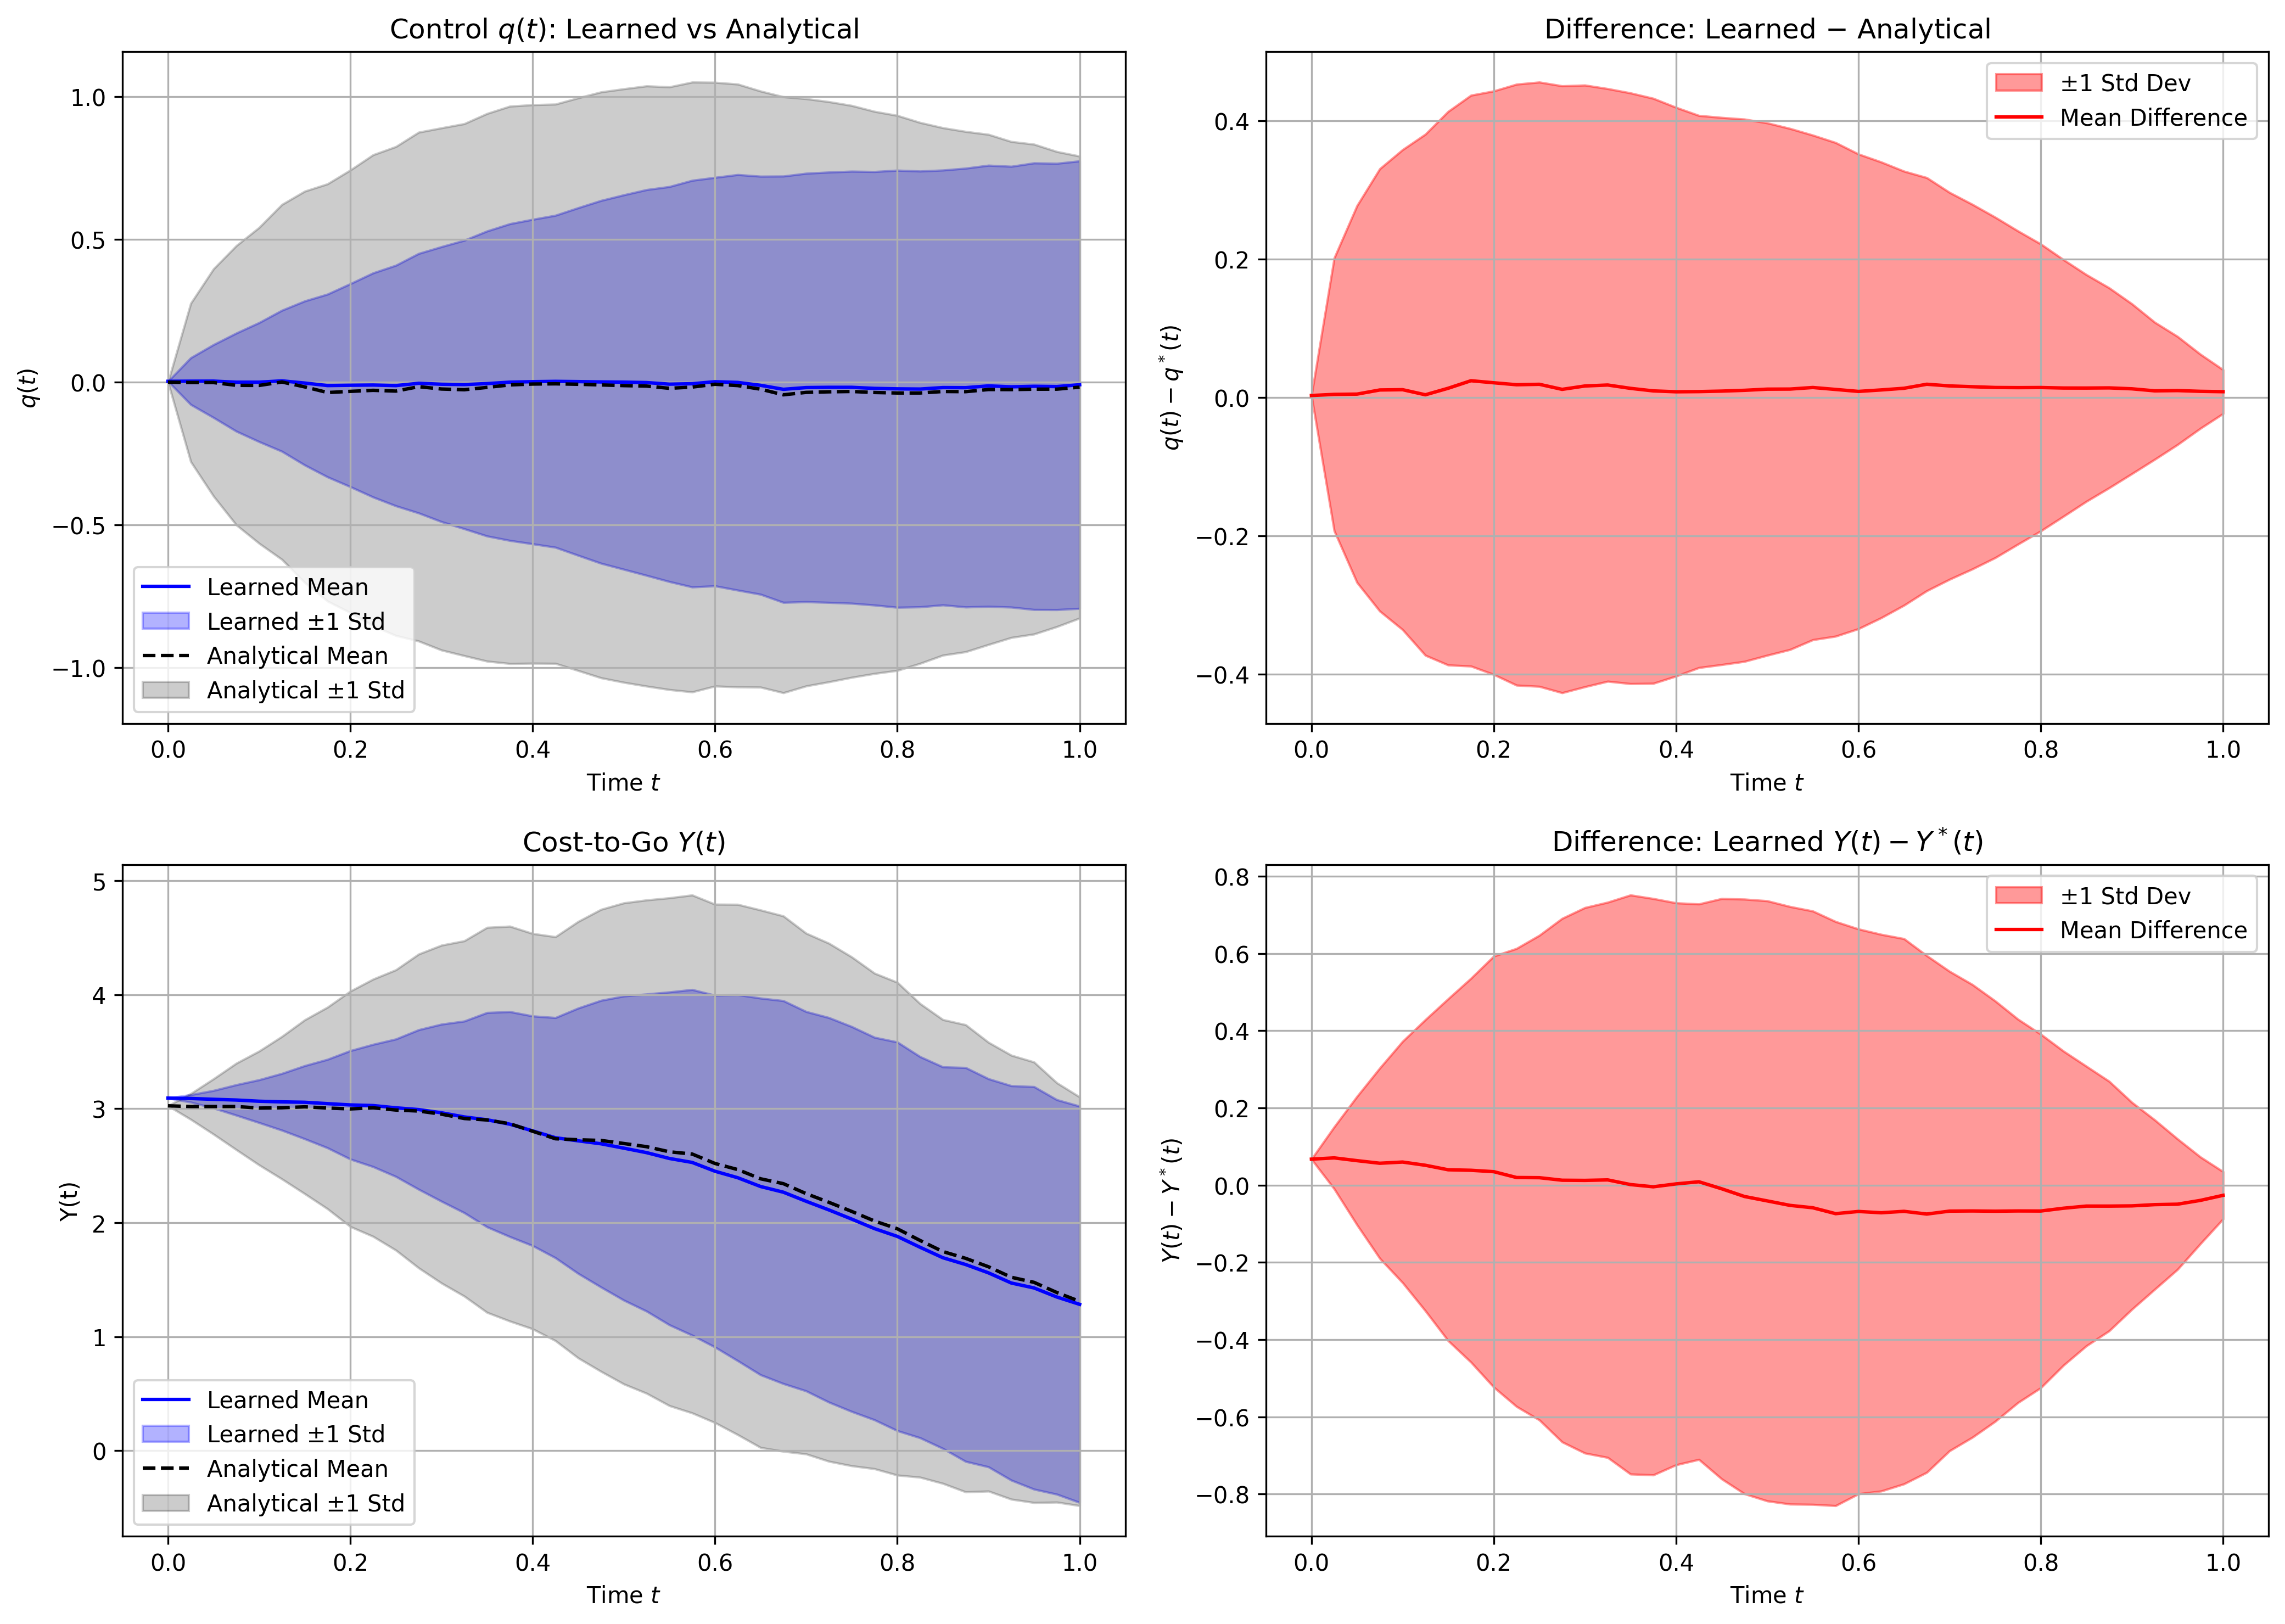 Control q(t): Learned vs Analytical
q(t)
1.0
0.5
0.0
−0.5
−1.0
Learned Mean
Learned ±1 Std
Analytical Mean
Analytical ±1 Std
0.0 0.2 0.4 0.6 0.8 1.0
Time t
Difference: Learned − Analytical
q(t) − q*(t)
0.4
0.2
0.0
−0.2
−0.4
±1 Std Dev
Mean Difference
0.0 0.2 0.4 0.6 0.8 1.0
Time t
Cost-to-Go Y(t)
Y(t)
5
4
3
2
1
0
Learned Mean
Learned ±1 Std
Analytical Mean
Analytical ±1 Std
0.0 0.2 0.4 0.6 0.8 1.0
Time t
Difference: Learned Y(t) − Y*(t)
Y(t) − Y*(t)
0.8
0.6
0.4
0.2
0.0
−0.2
−0.4
−0.6
−0.8
±1 Std Dev
Mean Difference
0.0 0.2 0.4 0.6 0.8 1.0
Time t